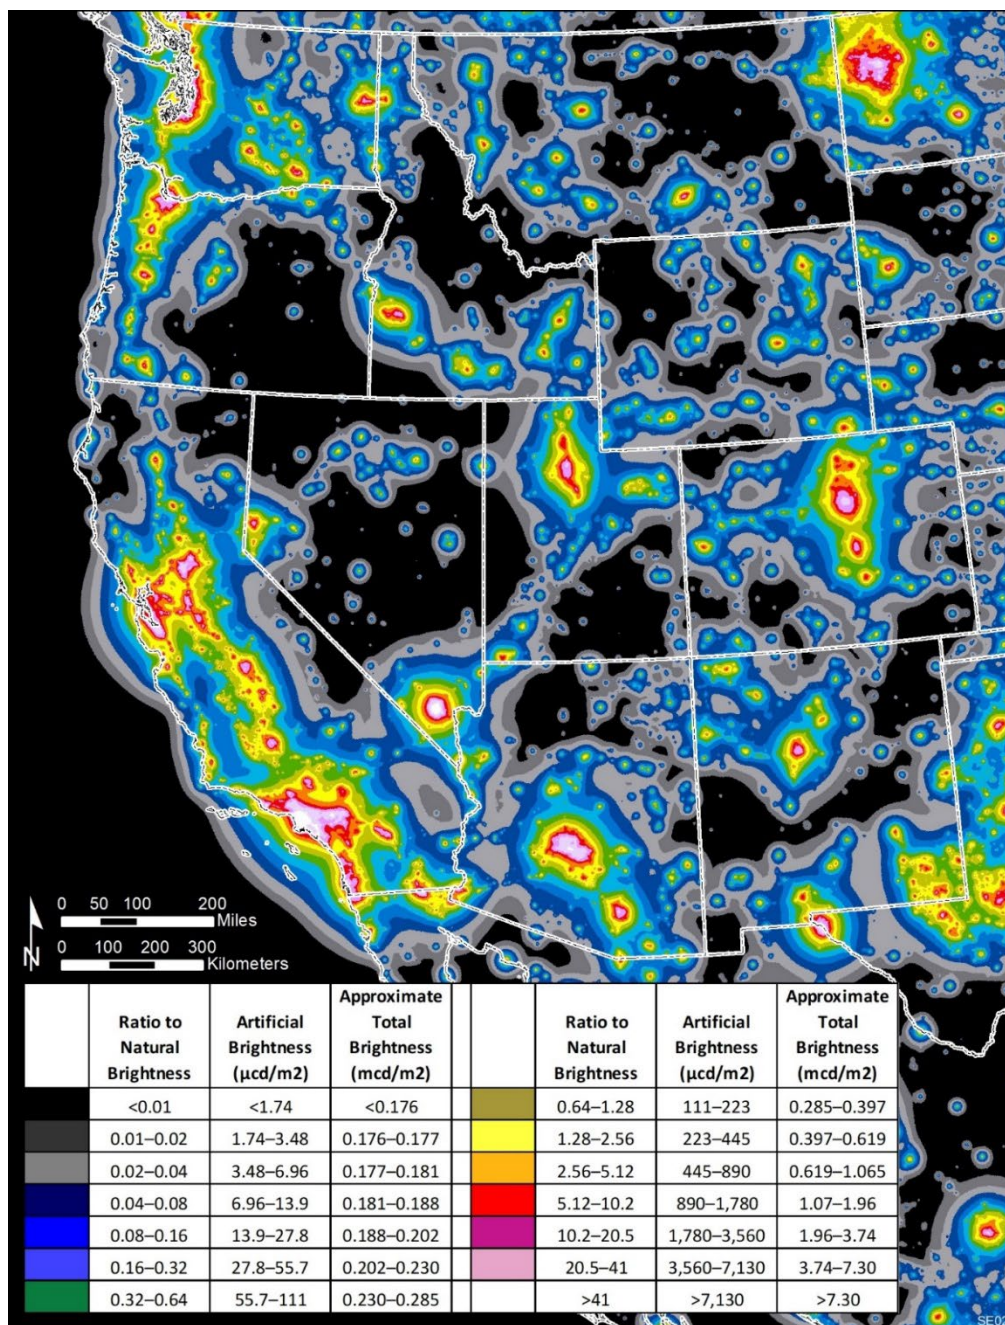 0 50 100 200
Miles
0 100 200 300
Kilometers
N
Ratio to Natural Brightness
Artificial Brightness (µcd/m2)
Approximate Total Brightness (mcd/m2)
Ratio to Natural Brightness
Artificial Brightness (µcd/m2)
Approximate Total Brightness (mcd/m2)
<0.01 <1.74 <0.176 0.64–1.28 111–223 0.285–0.397
0.01–0.02 1.74–3.48 0.176–0.177 1.28–2.56 223–445 0.397–0.619
0.02–0.04 3.48–6.96 0.177–0.181 2.56–5.12 445–890 0.619–1.065
0.04–0.08 6.96–13.9 0.181–0.188 5.12–10.2 890–1,780 1.07–1.96
0.08–0.16 13.9–27.8 0.188–0.202 10.2–20.5 1,780–3,560 1.96–3.74
0.16–0.32 27.8–55.7 0.202–0.230 20.5–41 3,560–7,130 3.74–7.30
0.32–0.64 55.7–111 0.230–0.285 >41 >7,130 >7.30